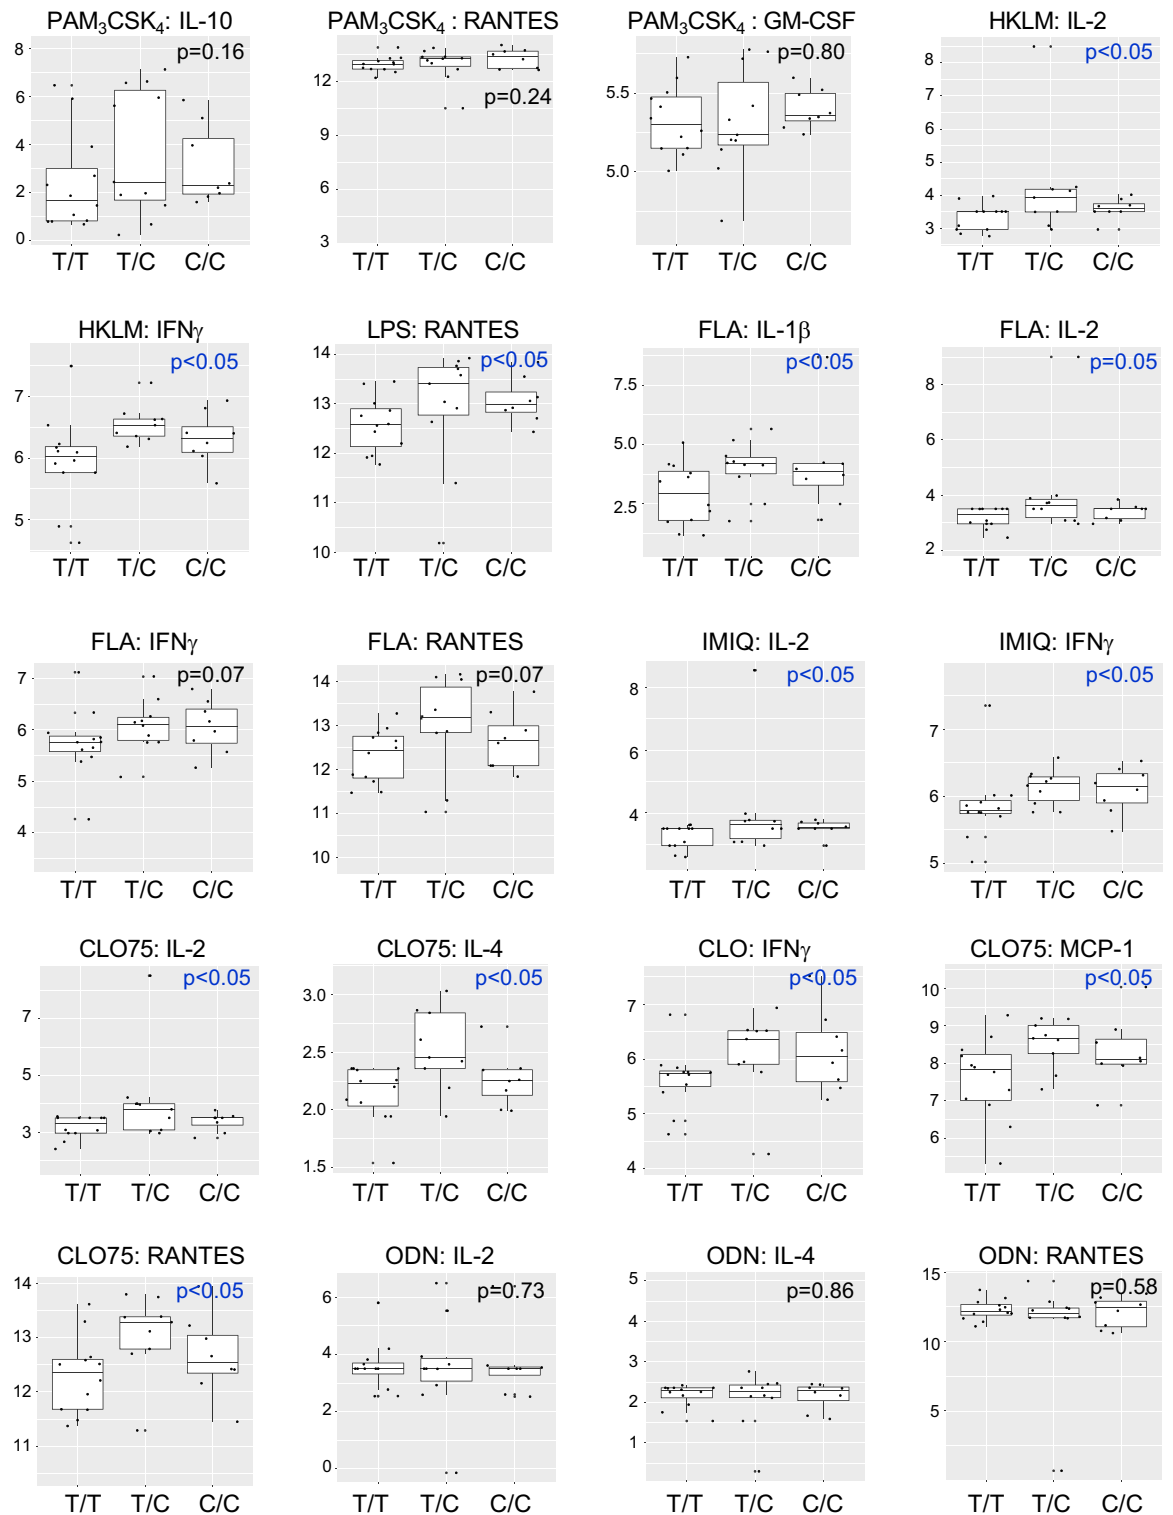 PAM₃CSK₄: IL-10
p=0.16
8
6
4
2
0
T/T T/C C/C
PAM₃CSK₄ : RANTES
p=0.24
12
9
6
3
T/T T/C C/C
PAM₃CSK₄ : GM-CSF
p=0.80
5.5
5.0
T/T T/C C/C
HKLM: IL-2
p<0.05
8
7
6
5
4
3
T/T T/C C/C
HKLM: IFNγ
p<0.05
7
6
5
T/T T/C C/C
LPS: RANTES
p<0.05
14
13
12
11
10
T/T T/C C/C
FLA: IL-1β
p<0.05
7.5
5.0
2.5
T/T T/C C/C
FLA: IL-2
p=0.05
8
6
4
2
T/T T/C C/C
FLA: IFNγ
p=0.07
7
6
5
4
T/T T/C C/C
FLA: RANTES
p=0.07
14
13
12
11
10
T/T T/C C/C
IMIQ: IL-2
p<0.05
8
6
4
T/T T/C C/C
IMIQ: IFNγ
p<0.05
7
6
5
T/T T/C C/C
CLO75: IL-2
p<0.05
7
5
3
T/T T/C C/C
CLO75: IL-4
p<0.05
3.0
2.5
2.0
1.5
T/T T/C C/C
CLO: IFNγ
p<0.05
7
6
5
4
T/T T/C C/C
CLO75: MCP-1
p<0.05
10
9
8
7
6
T/T T/C C/C
CLO75: RANTES
p<0.05
14
13
12
11
T/T T/C C/C
ODN: IL-2
p=0.73
6
4
2
0
T/T T/C C/C
ODN: IL-4
p=0.86
5
4
3
2
1
T/T T/C C/C
ODN: RANTES
p=0.58
15
10
5
T/T T/C C/C